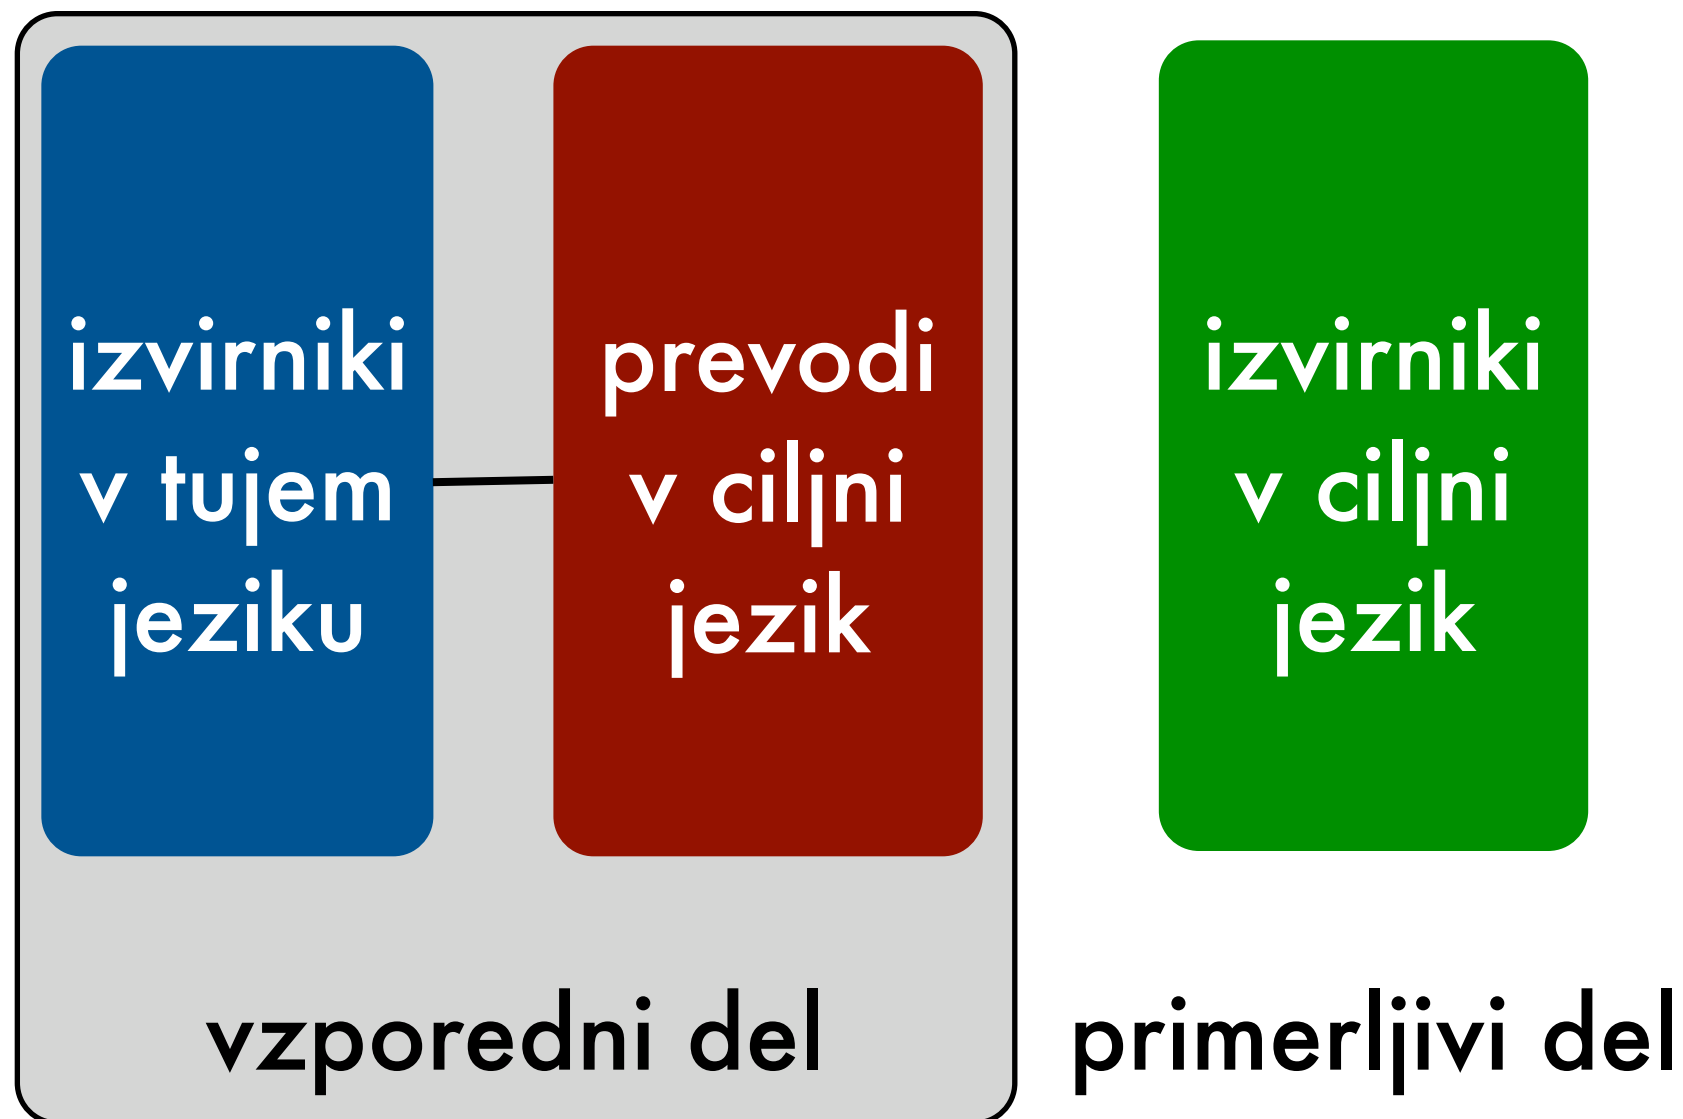 izvirniki
v tujem
jeziku
prevodi
v ciljni
jezik
izvirniki
v ciljni
jezik
vzporedni del
primerljivi del